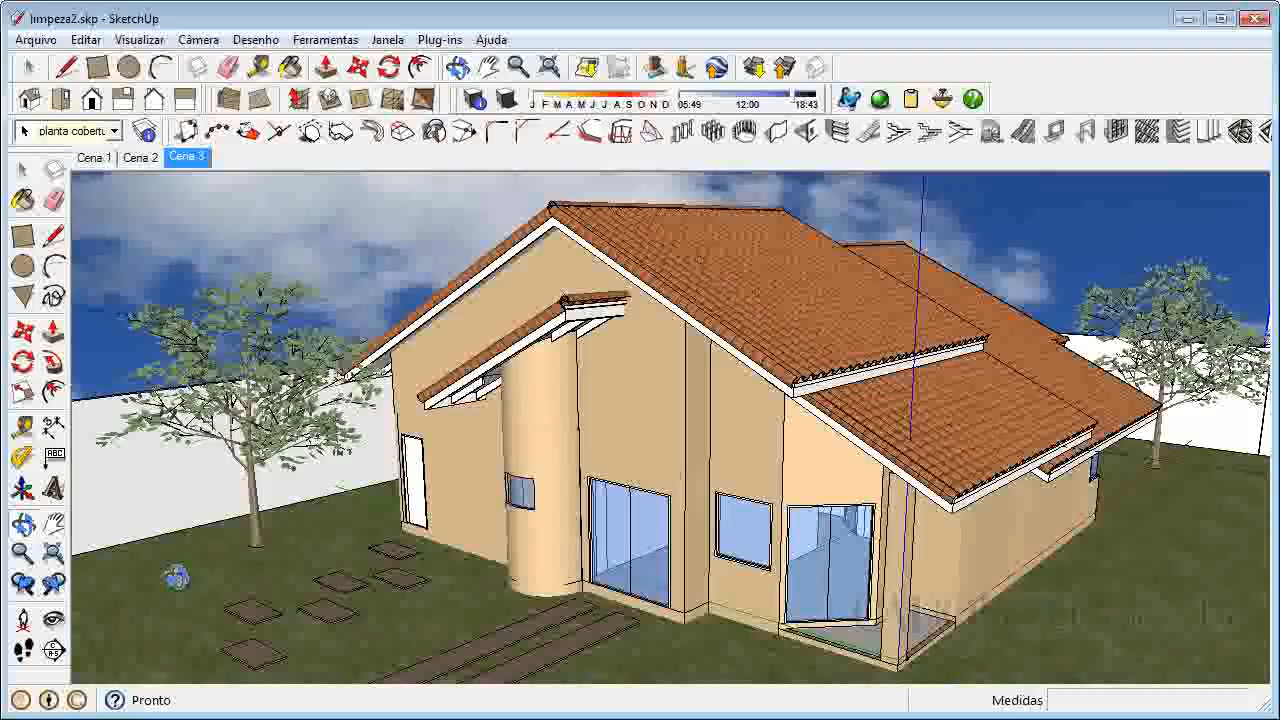 limpeza2.skp - SketchUp
Arquivo Editar Visualizar Câmera Desenho Ferramentas Janela Plug-ins Ajuda
J F M A M J J A S O N D 05:49 12:00 18:43
planta cobertu
Cena 1 Cena 2 Cena 3
ABC
Pronto Medidas